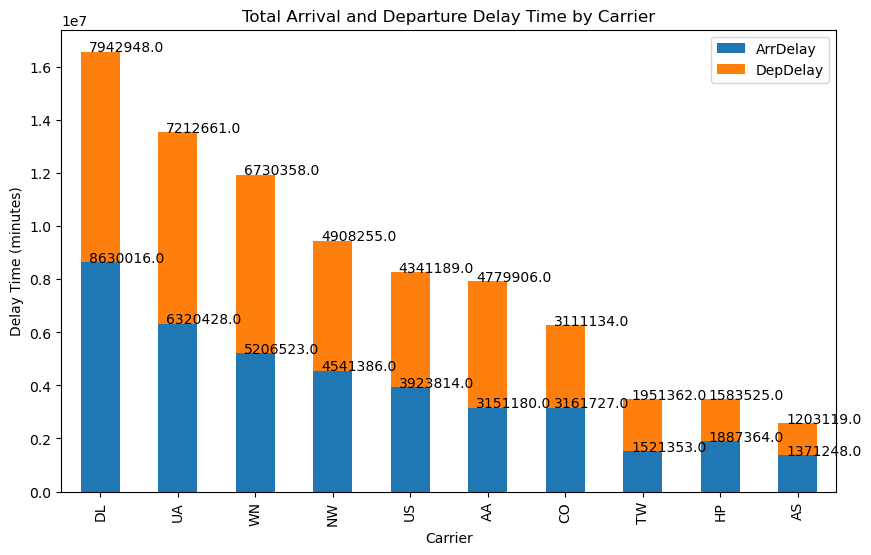 Total Arrival and Departure Delay Time by Carrier
1e7
ArrDelay
DepDelay
Delay Time (minutes)
1.6
1.4
1.2
1.0
0.8
0.6
0.4
0.2
0.0
7942948.0
7212661.0
6730358.0
4908255.0
4341189.0
4779906.0
3111134.0
1951362.0
1583525.0
1203119.0
8630016.0
6320428.0
5206523.0
4541386.0
3923814.0
3151180.0
3161727.0
1521353.0
1887364.0
1371248.0
DL
UA
WN
NW
US
AA
CO
TW
HP
AS
Carrier